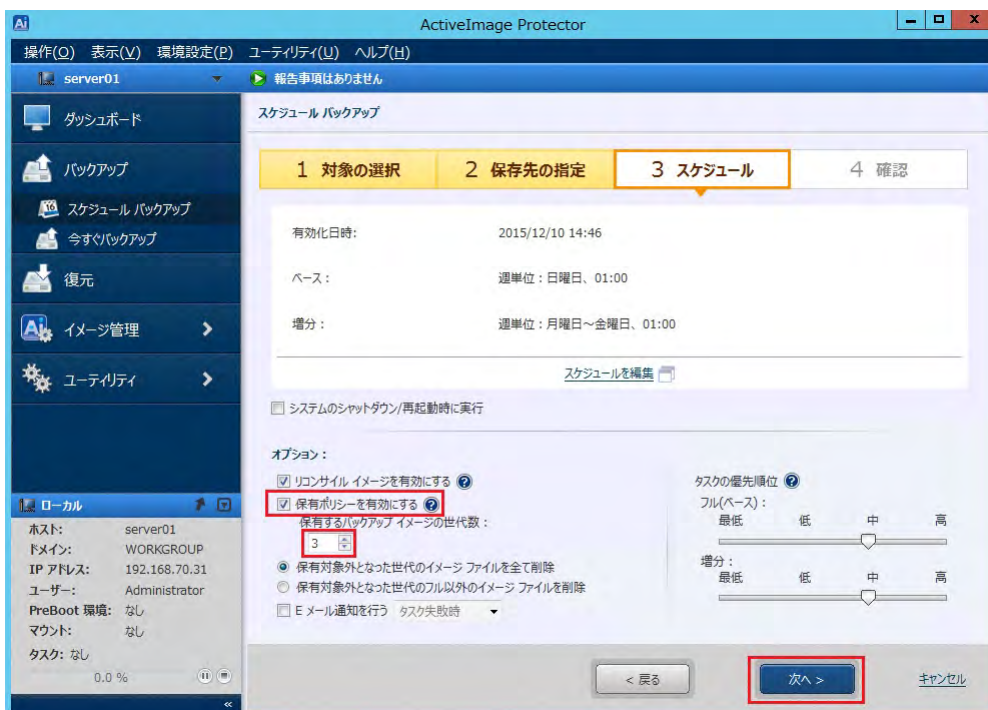 Ai
ActiveImage Protector
操作(O) 表示(V) 環境設定(P) ユーティリティ(U) ヘルプ(H)
server01
報告事項はありません
ダッシュボード
バックアップ
スケジュール バックアップ
今すぐバックアップ
復元
Ai
イメージ管理
ユーティリティ
ローカル
ホスト: server01
ドメイン: WORKGROUP
IP アドレス: 192.168.70.31
ユーザー: Administrator
PreBoot 環境: なし
マウント: なし
タスク: なし
0.0 %
スケジュール バックアップ
1 対象の選択
2 保存先の指定
3 スケジュール
4 確認
有効化日時: 2015/12/10 14:46
ベース : 週単位 : 日曜日、01:00
増分 : 週単位 : 月曜日~金曜日、01:00
スケジュールを編集
システムのシャットダウン/再起動時に実行
オプション :
リコンサイル イメージを有効にする
保有ポリシーを有効にする
保有するバックアップ イメージの世代数 :
3
保有対象外となった世代のイメージ ファイルを全て削除
保有対象外となった世代のフル以外のイメージ ファイルを削除
E メール通知を行う タスク失敗時
タスクの優先順位
フル(ベース) :
最低 低 中 高
増分 :
最低 低 中 高
< 戻る
次へ >
キャンセル